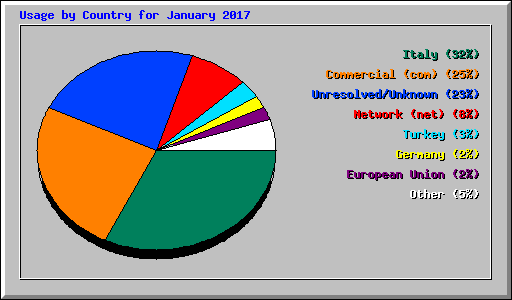 Usage by Country for January 2017
Italy (32%)
Commercial (com) (25%)
Unresolved/Unknown (23%)
Network (net) (8%)
Turkey (3%)
Germany (2%)
European Union (2%)
Other (5%)